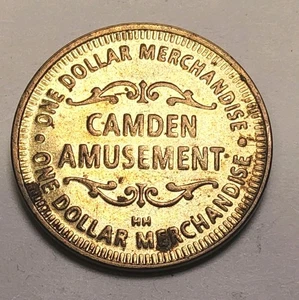 • ONE DOLLAR MERCHANDISE •
CAMDEN
AMUSEMENT
HH
ONE DOLLAR MERCHANDISE